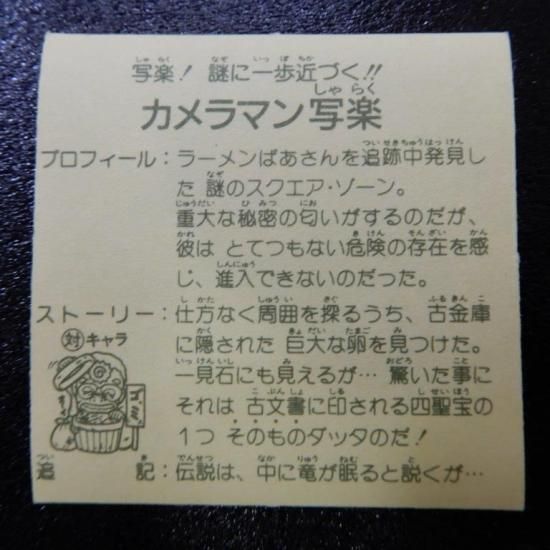 写楽！ 謎に一歩近づく!!
カメラマン写楽
プロフィール：ラーメンばあさんを追跡中発見し
た 謎のスクエア・ゾーン。
重大な秘密の匂いがするのだが、
彼は とてつもない危険の存在を感
じ、進入できないのだった。
ストーリー：仕方なく周囲を探るうち、古金庫
に隠された 巨大な卵を見つけた。
一見石にも見えるが… 驚いた事に
それは 古文書に印される四聖宝の
1つ そのものダッタのだ！
対 キャラ
ゴミ
追記：伝説は、中に竜が眠ると説くが…